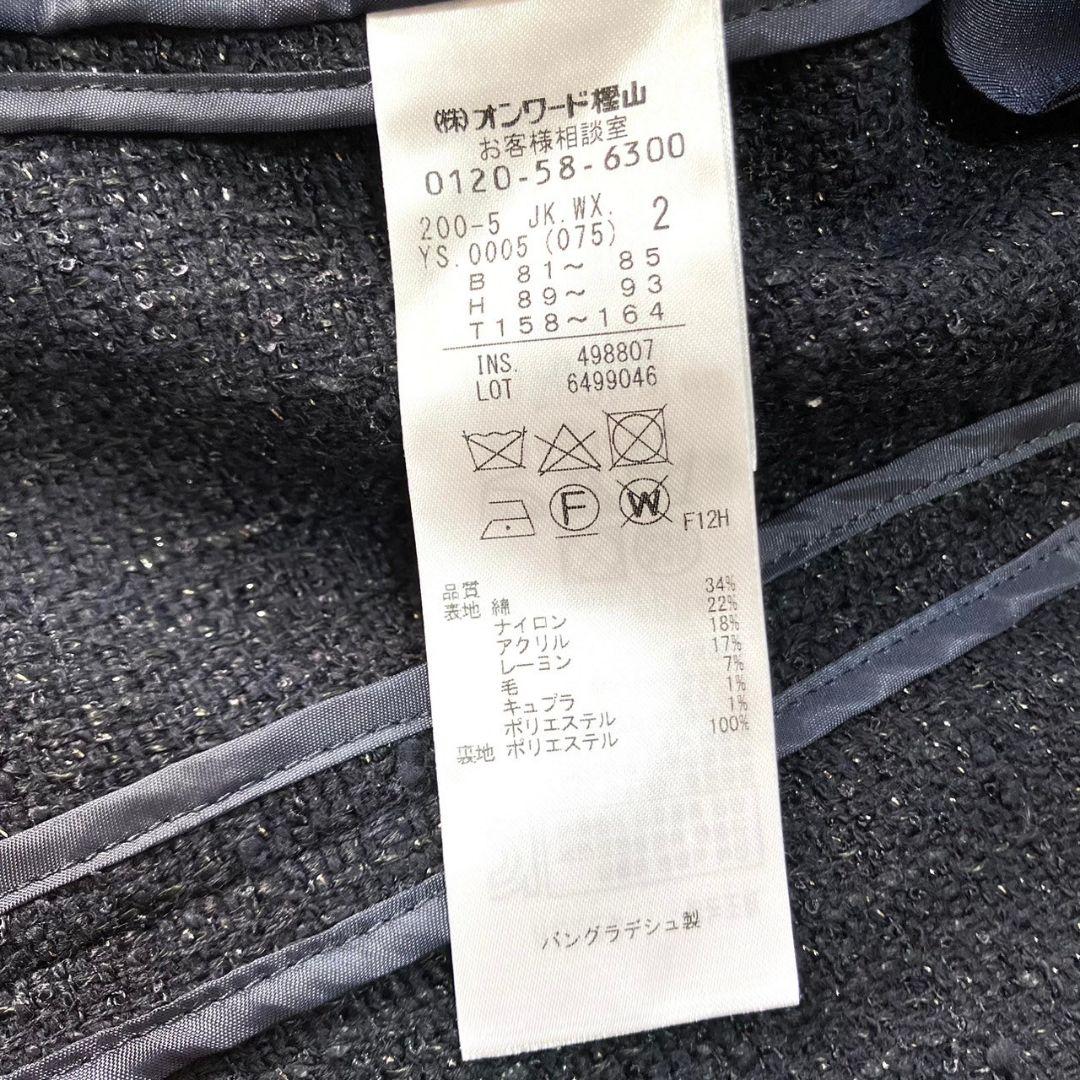 (株)オンワード樫山
お客様相談室
0120-58-6300
200-5 JK.WX. 2
YS.0005(075)
B 81～ 85
H 89～ 93
T158～164
INS. 498807
LOT 6499046
F
W
F12H
品質
表地 綿 34%
ナイロン 22%
アクリル 18%
レーヨン 17%
毛 7%
キュプラ 1%
ポリエステル 1%
裏地 ポリエステル 100%
バングラデシュ製